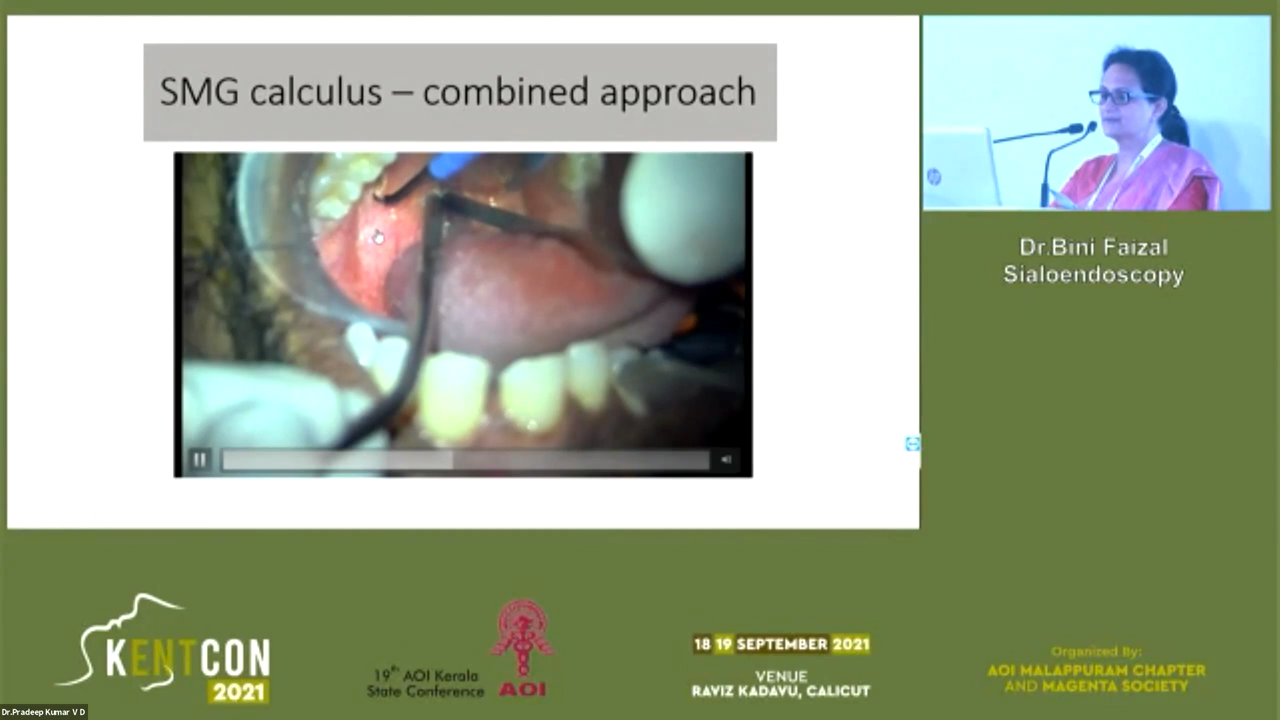 SMG calculus – combined approach
hp
Dr.Bini Faizal
Sialoendoscopy
KENTCON
2021
19th AOI Kerala
State Conference
AOI
18 19 SEPTEMBER 2021
VENUE
RAVIZ KADAVU, CALICUT
Organized By:
AOI MALAPPURAM CHAPTER
AND MAGENTA SOCIETY
Dr.Pradeep Kumar V D